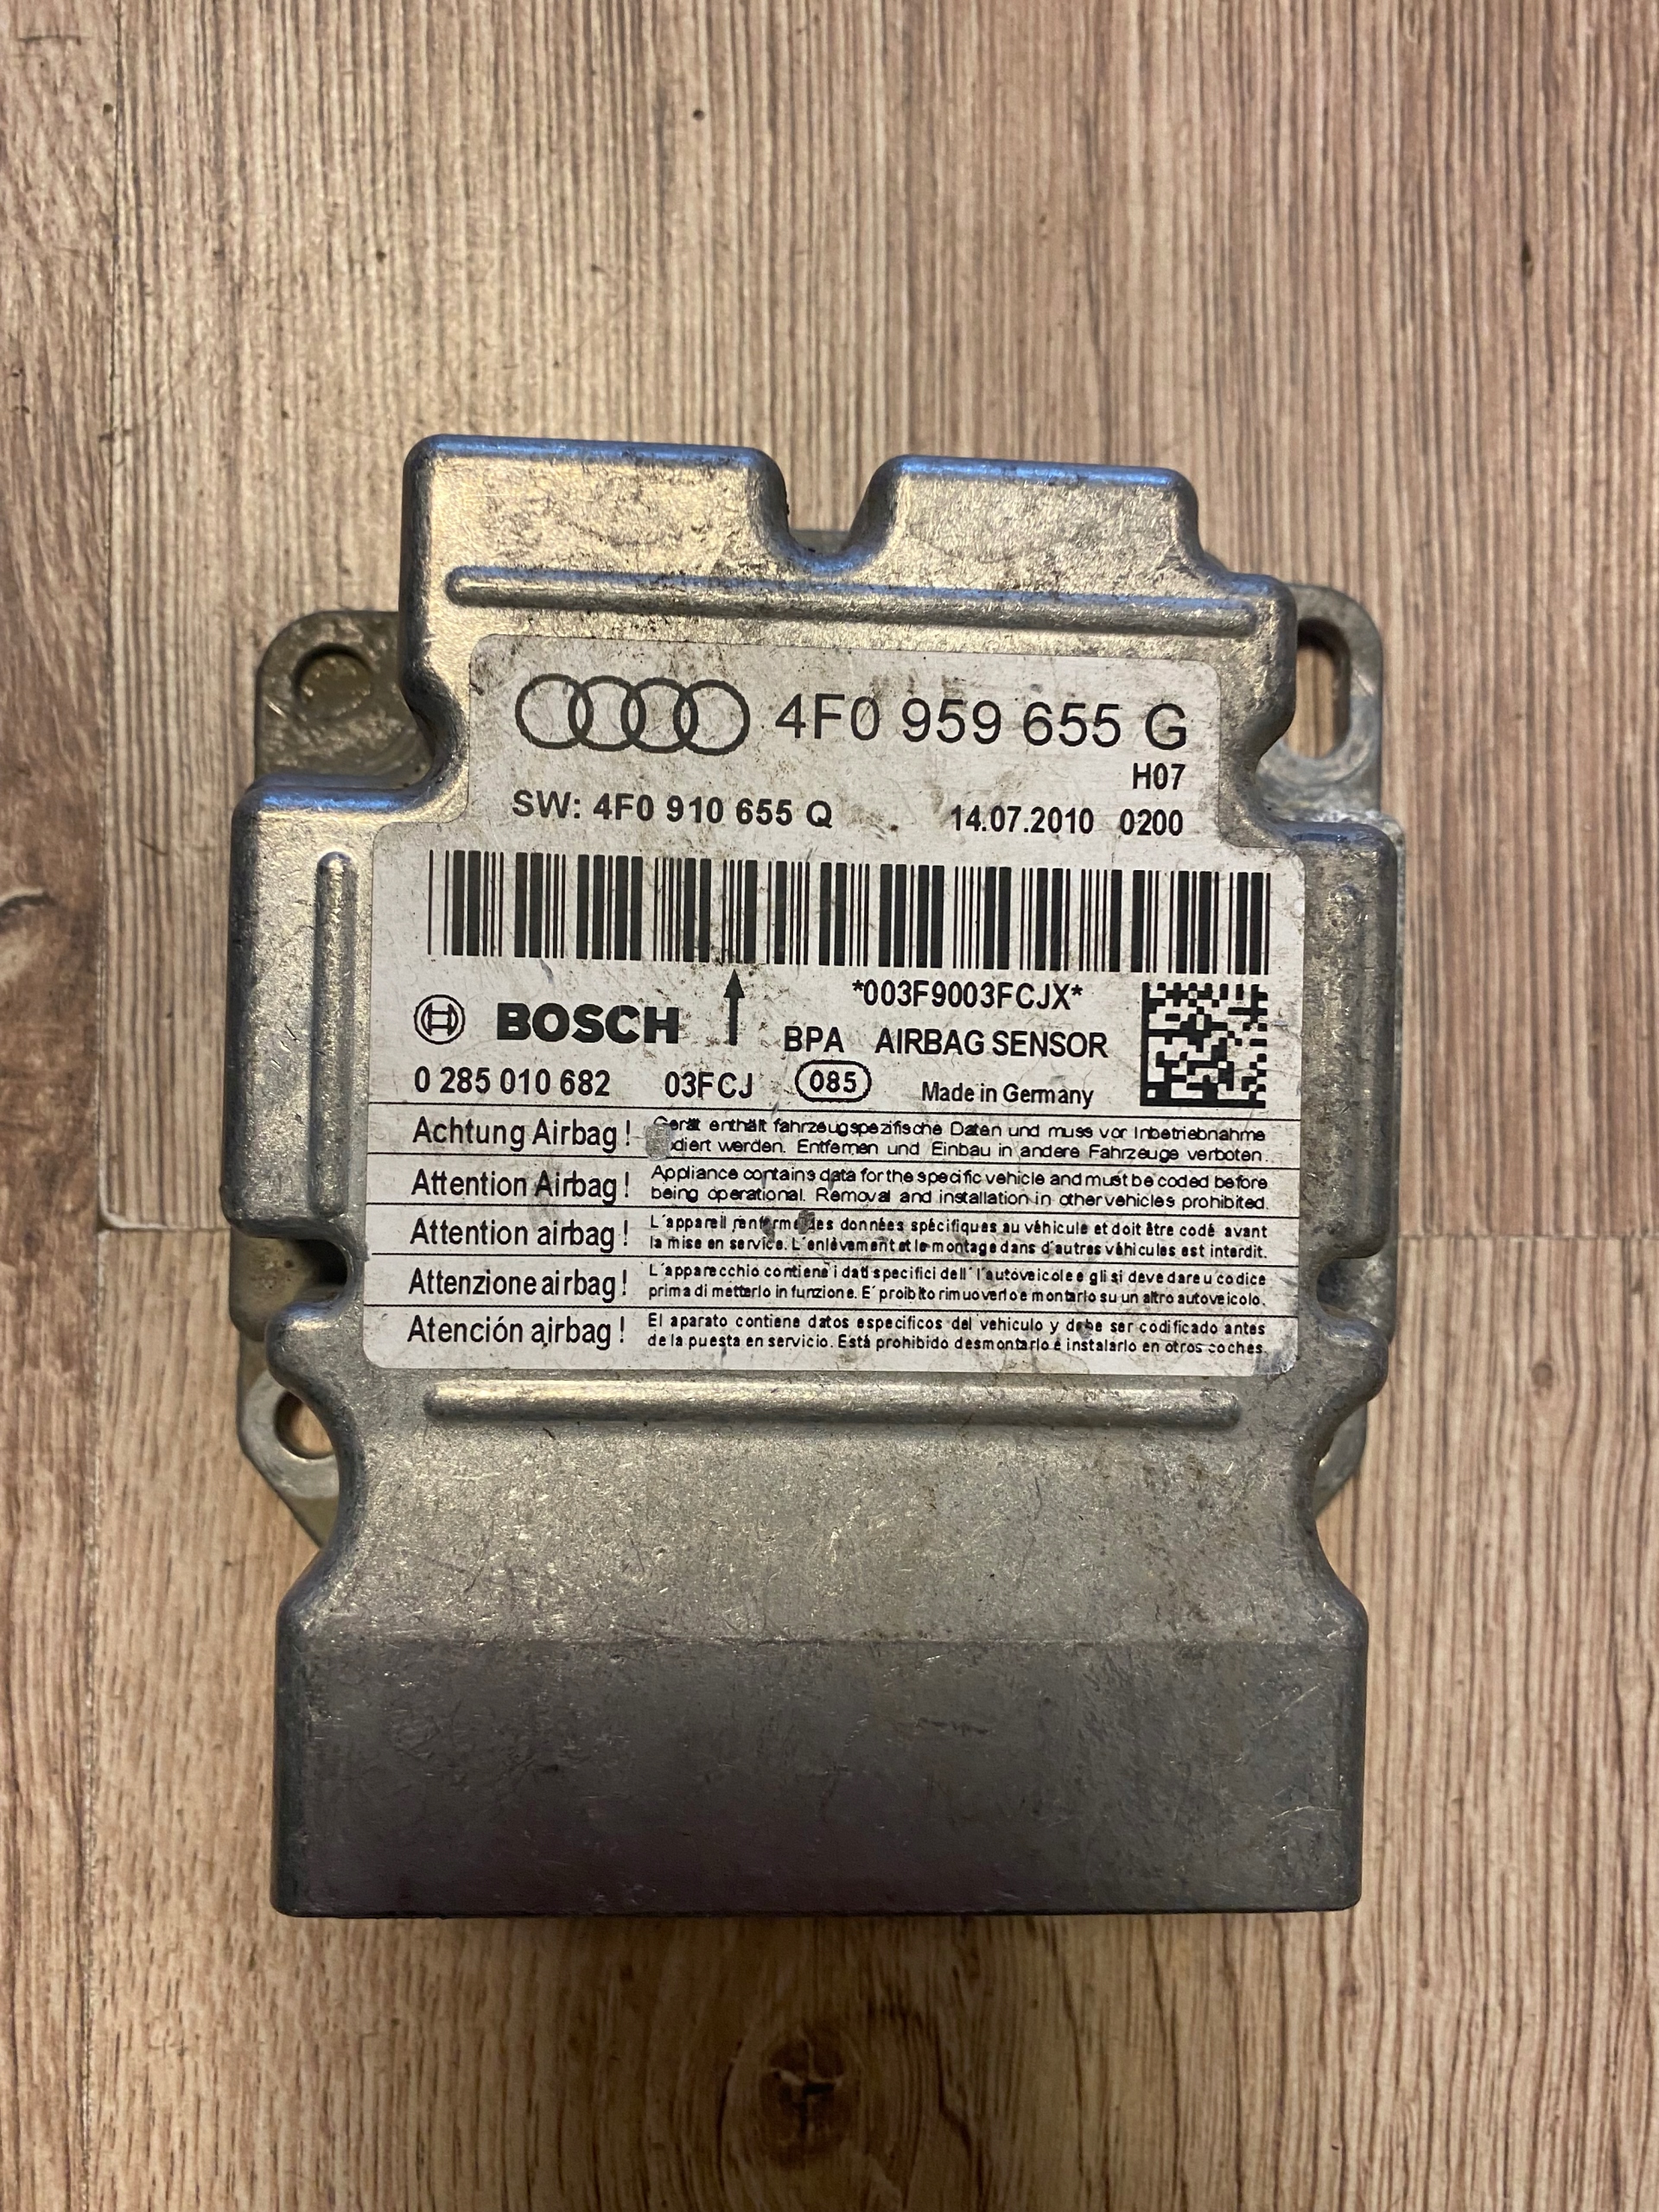 4F0 959 655 G
H07
SW: 4F0 910 655 Q 14.07.2010 0200
*003F9003FCJX*
BOSCH BPA AIRBAG SENSOR
0 285 010 682 03FCJ 085 Made in Germany
Achtung Airbag! Gerät enthält fahrzeugspezifische Daten und muss vor Inbetriebnahme
werden. Entfernen und Einbau in andere Fahrzeuge verboten.
Attention Airbag! Appliance contains data for the specific vehicle and must be coded before
being operational. Removal and installation in other vehicles prohibited.
Attention airbag! L'appareil renferme des données spécifiques au véhicule et doit être codé avant
la mise en service. L'enlèvement et le montage dans d'autres véhicules est interdit.
Attenzione airbag! L'apparecchio contiene i dati specifici dell' l'autoveicolo e gli si deve dare u codice
prima di metterlo in funzione. E' proibito rimuoverlo e montarlo su un altro autoveicolo.
Atención airbag! El aparato contiene datos especificos del vehiculo y debe ser codificado antes
de la puesta en servicio. Está prohibido desmontarlo e instalarlo en otros coches.